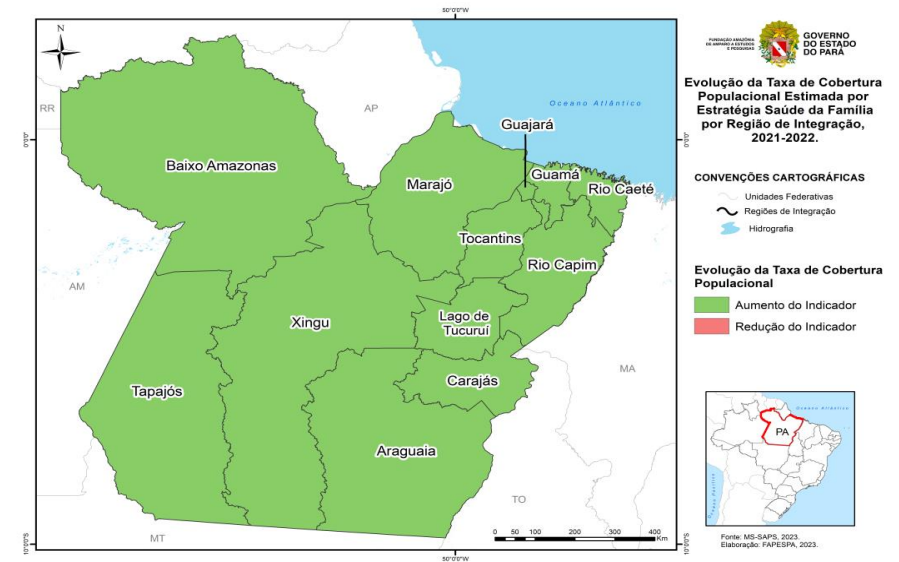 50°0'0"W
N
RR
AP
Oceano Atlântico
0°0'0"
0°0'0"
Guajará
Baixo Amazonas
Marajó
Guamá
Rio Caeté
Tocantins
Rio Capim
AM
Xingu
Lago de
Tucuruí
MA
Tapajós
Carajás
Araguaia
TO
MT
0 50 100 200 300 400
Km
10°0'0"S
10°0'0"S
50°0'0"W
FUNDAÇÃO AMAZÔNIA
DE AMPARO A ESTUDOS
E PESQUISAS
GOVERNO
DO ESTADO
DO PARÁ
Evolução da Taxa de Cobertura
Populacional Estimada por
Estratégia Saúde da Família
por Região de Integração,
2021-2022.
CONVENÇÕES CARTOGRÁFICAS
Unidades Federativas
Regiões de Integração
Hidrografia
Evolução da Taxa de Cobertura
Populacional
Aumento do Indicador
Redução do Indicador
Oceano Atlântico
PA
Oceano Pacífico
Fonte: MS-SAPS, 2023.
Elaboração: FAPESPA, 2023.